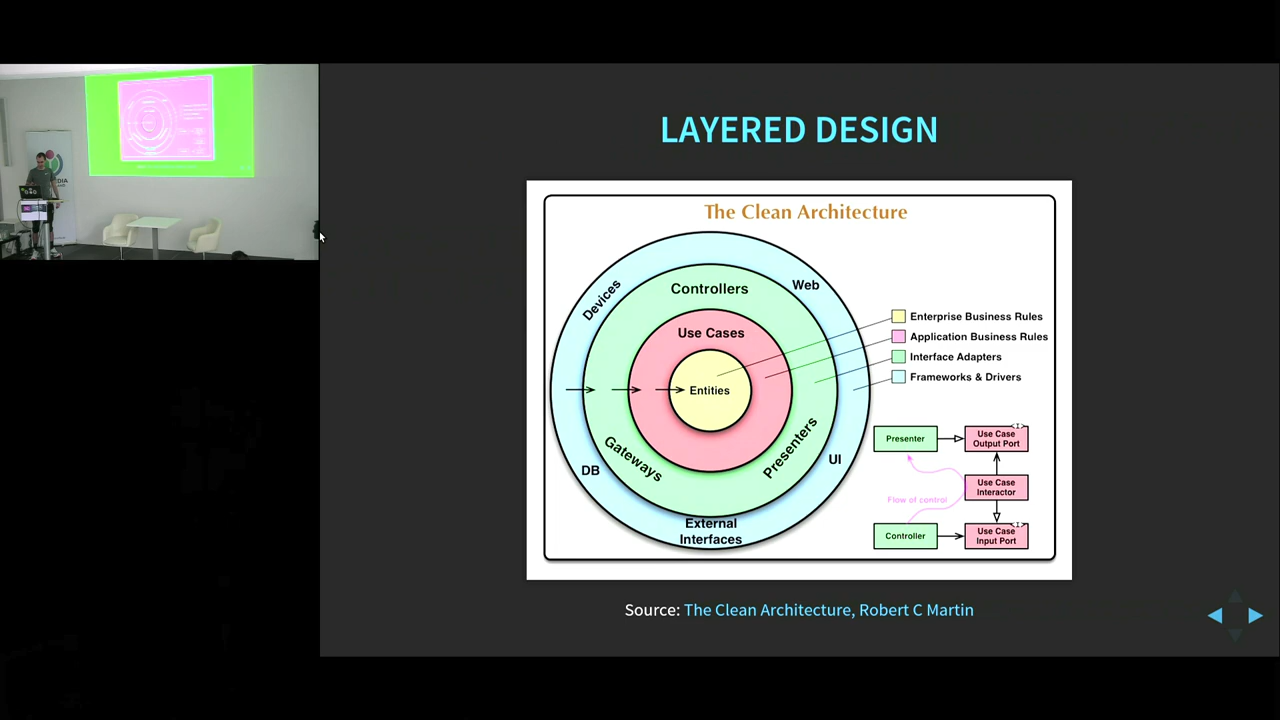 LAYERED DESIGN
The Clean Architecture
Devices
Web
Controllers
Use Cases
Entities
Gateways
Presenters
DB
UI
External
Interfaces
Enterprise Business Rules
Application Business Rules
Interface Adapters
Frameworks & Drivers
Presenter
Use Case
Output Port
<I>
Use Case
Interactor
Flow of control
Controller
Use Case
Input Port
<I>
Source: The Clean Architecture, Robert C Martin